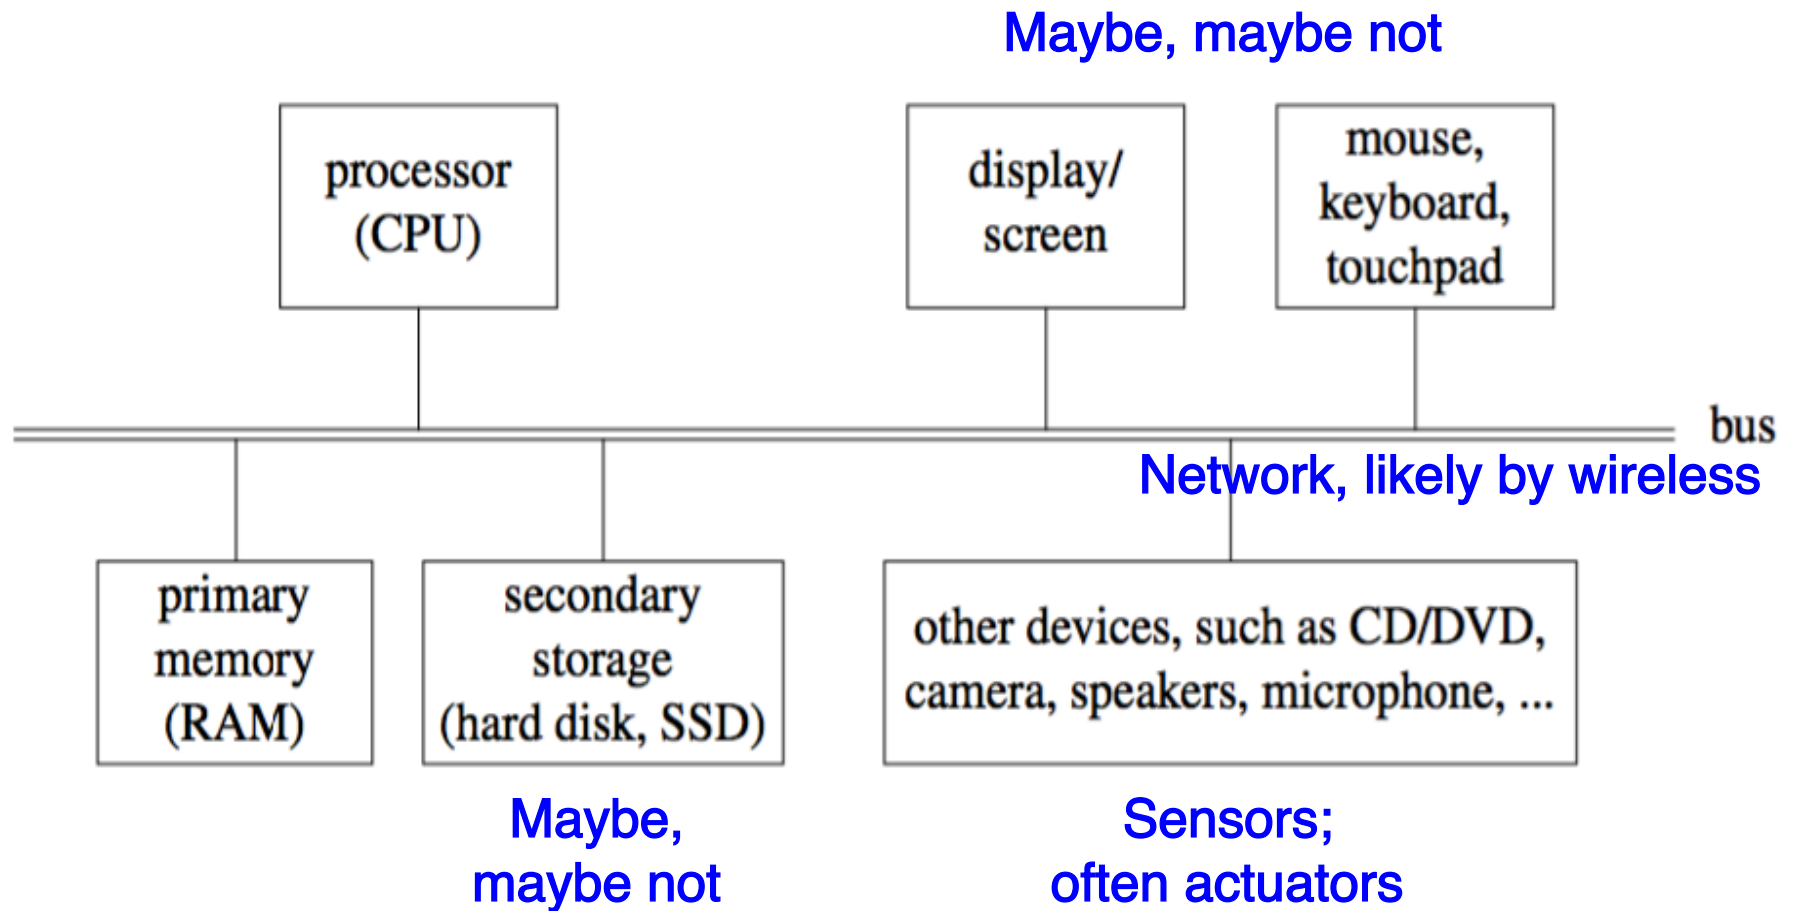 Maybe, maybe not
processor
(CPU)
display/
screen
mouse,
keyboard,
touchpad
bus
Network, likely by wireless
primary
memory
(RAM)
secondary
storage
(hard disk, SSD)
other devices, such as CD/DVD,
camera, speakers, microphone, ...
Maybe,
maybe not
Sensors;
often actuators